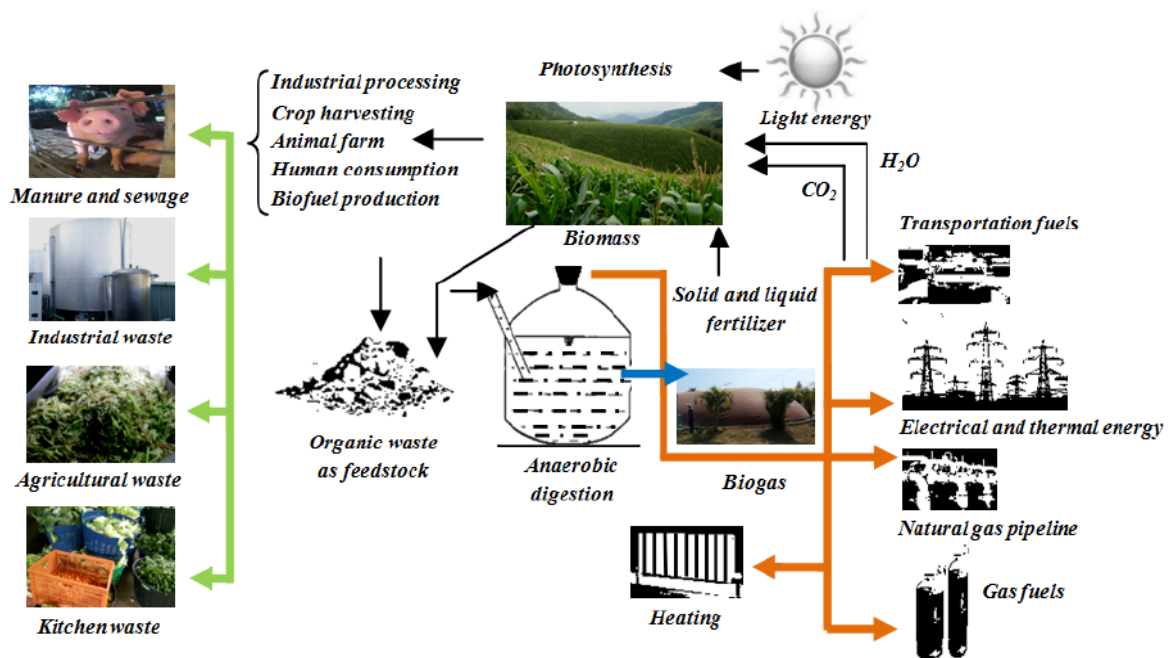 Photosynthesis
Light energy
Industrial processing
Crop harvesting
Animal farm
Human consumption
Biofuel production
H₂O
CO₂
Manure and sewage
Biomass
Transportation fuels
Solid and liquid
fertilizer
Industrial waste
Organic waste
as feedstock
Anaerobic
digestion
Biogas
Electrical and thermal energy
Agricultural waste
Natural gas pipeline
Heating
Gas fuels
Kitchen waste